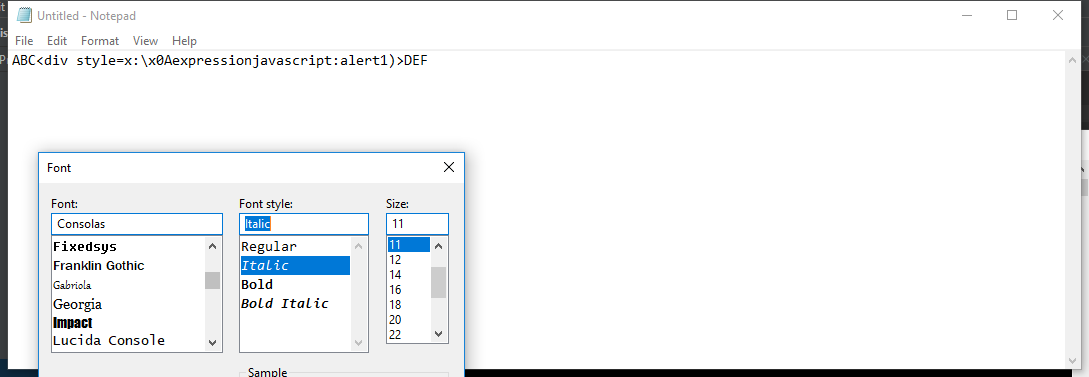 Untitled - Notepad
File Edit Format View Help
ABC<div style=x:\x0Aexpressionjavascript:alert1)>DEF
Font
Font: Font style: Size:
Consolas Italic 11
Fixedsys Regular 11
Franklin Gothic Italic 12
Gabriola Bold 14
Georgia Bold Italic 16
Impact 18
Lucida Console 20
22
Sample